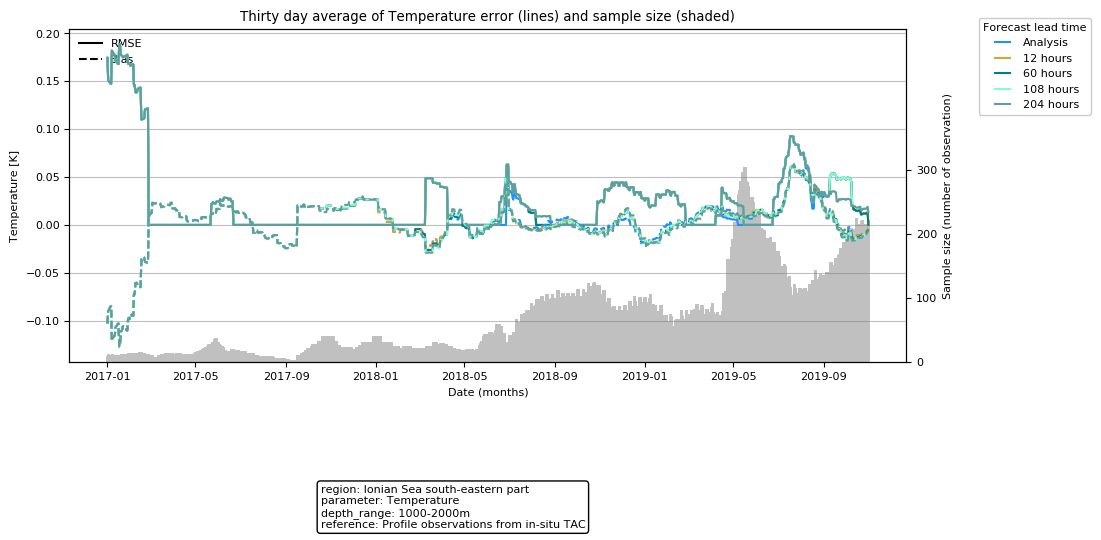 Thirty day average of Temperature error (lines) and sample size (shaded)
Forecast lead time
Analysis
12 hours
60 hours
108 hours
204 hours
RMSE
Bias
Temperature [K]
0.20
0.15
0.10
0.05
0.00
−0.05
−0.10
Sample size (number of observation)
300
200
100
0
2017-01 2017-05 2017-09 2018-01 2018-05 2018-09 2019-01 2019-05 2019-09
Date (months)
region: Ionian Sea south-eastern part
parameter: Temperature
depth_range: 1000-2000m
reference: Profile observations from in-situ TAC